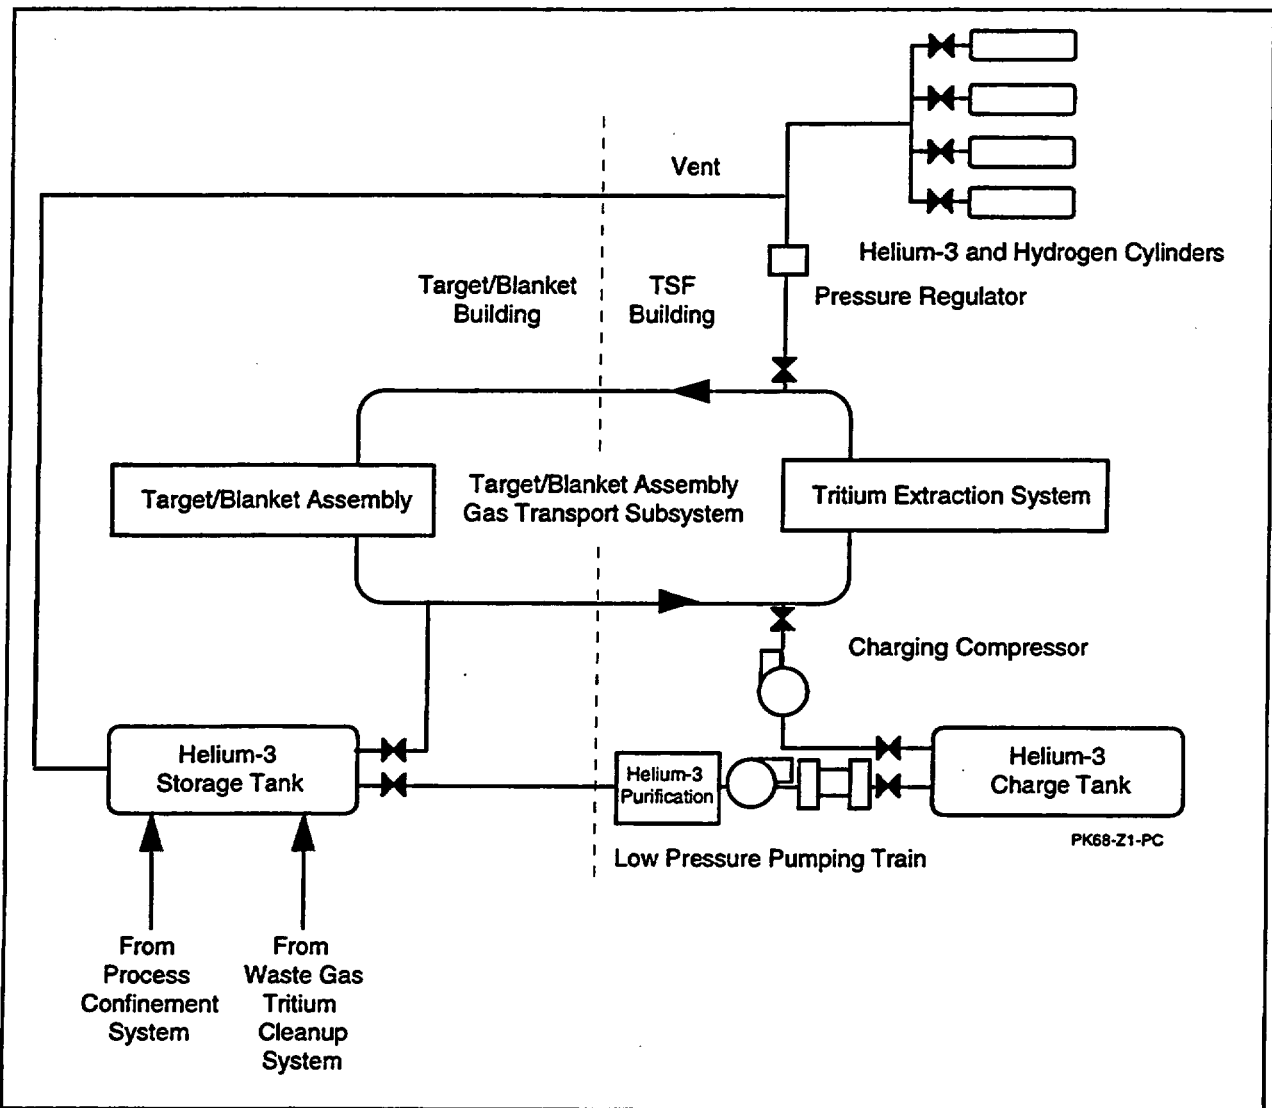 Vent
Helium-3 and Hydrogen Cylinders
Target/Blanket
Building
TSF
Building
Pressure Regulator
Target/Blanket Assembly
Target/Blanket Assembly
Gas Transport Subsystem
Tritium Extraction System
Charging Compressor
Helium-3
Storage Tank
Helium-3
Purification
Helium-3
Charge Tank
PK68-Z1-PC
Low Pressure Pumping Train
From
Process
Confinement
System
From
Waste Gas
Tritium
Cleanup
System